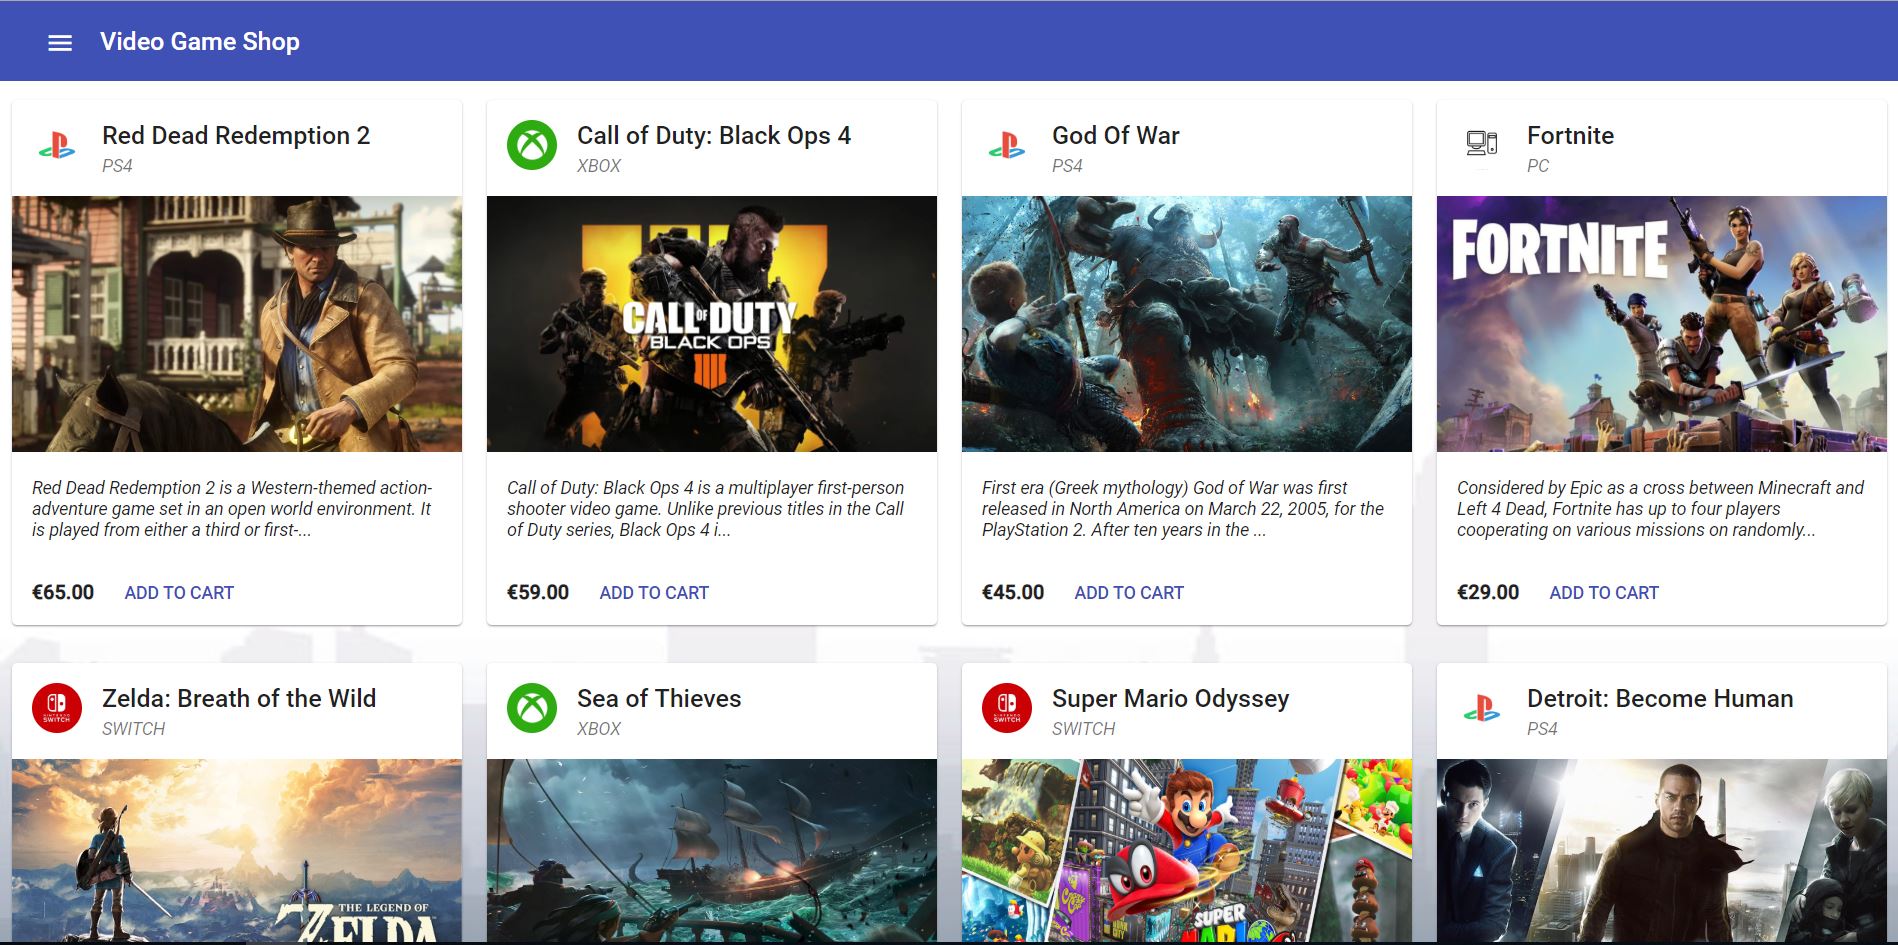 Video Game Shop
Red Dead Redemption 2
PS4
Red Dead Redemption 2 is a Western-themed action-
adventure game set in an open world environment. It
is played from either a third or first-...
€65.00 ADD TO CART
Call of Duty: Black Ops 4
XBOX
CALL OF DUTY
BLACK OPS
IIII
Call of Duty: Black Ops 4 is a multiplayer first-person
shooter video game. Unlike previous titles in the Call
of Duty series, Black Ops 4 i...
€59.00 ADD TO CART
God Of War
PS4
First era (Greek mythology) God of War was first
released in North America on March 22, 2005, for the
PlayStation 2. After ten years in the ...
€45.00 ADD TO CART
Fortnite
PC
FORTNITE
Considered by Epic as a cross between Minecraft and
Left 4 Dead, Fortnite has up to four players
cooperating on various missions on randomly...
€29.00 ADD TO CART
NINTENDO
SWITCH
Zelda: Breath of the Wild
SWITCH
THE LEGEND OF
ZELDA
Sea of Thieves
XBOX
NINTENDO
SWITCH
Super Mario Odyssey
SWITCH
SUPER
MARIO
Detroit: Become Human
PS4